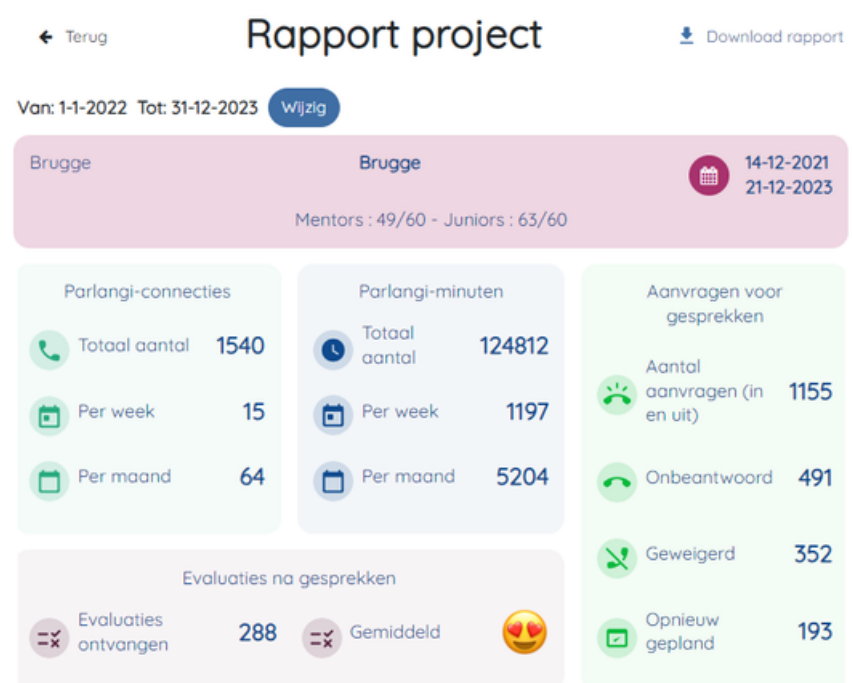 Terug
Rapport project
Download rapport
Van: 1-1-2022 Tot: 31-12-2023 Wijzig
Brugge
Brugge
14-12-2021
21-12-2023
Mentors : 49/60 - Juniors : 63/60
Parlangi-connecties
Totaal aantal 1540
Per week 15
Per maand 64
Parlangi-minuten
Totaal
aantal 124812
Per week 1197
Per maand 5204
Aanvragen voor
gesprekken
Aantal
aanvragen (in 1155
en uit)
Onbeantwoord 491
Geweigerd 352
Opnieuw
gepland 193
Evaluaties na gesprekken
Evaluaties
ontvangen 288
Gemiddeld